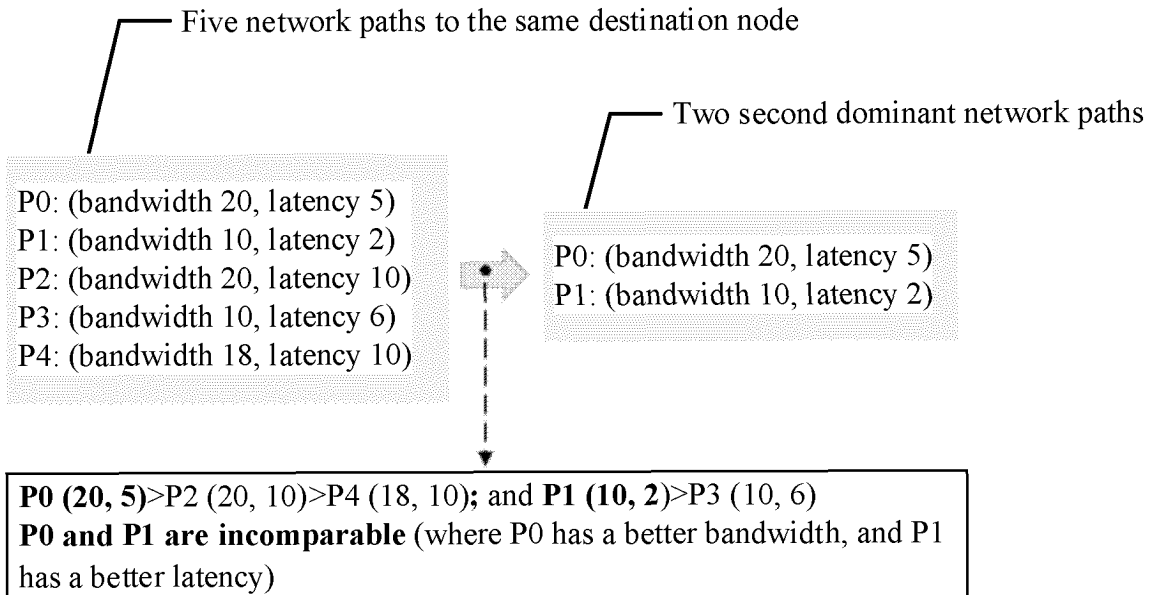 Five network paths to the same destination node
Two second dominant network paths
P0: (bandwidth 20, latency 5)
P1: (bandwidth 10, latency 2)
P2: (bandwidth 20, latency 10)
P3: (bandwidth 10, latency 6)
P4: (bandwidth 18, latency 10)
P0: (bandwidth 20, latency 5)
P1: (bandwidth 10, latency 2)
P0 (20, 5)>P2 (20, 10)>P4 (18, 10); and P1 (10, 2)>P3 (10, 6)
P0 and P1 are incomparable (where P0 has a better bandwidth, and P1
has a better latency)